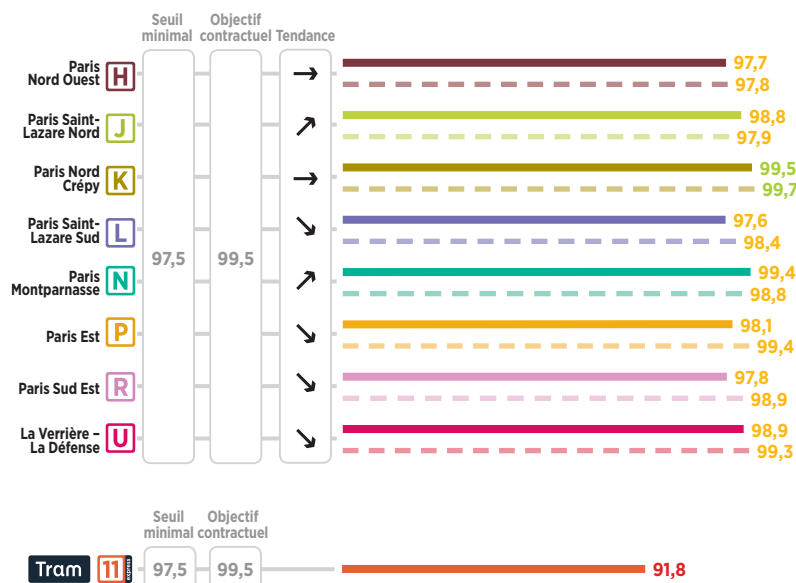 Seuil
minimal
Objectif
contractuel
Tendance
Paris
Nord Ouest
H
97,7
97,8
Paris Saint-
Lazare Nord
J
98,8
97,9
Paris Nord
Crépy
K
99,5
99,7
Paris Saint-
Lazare Sud
L
97,6
98,4
97,5
99,5
Paris
Montparnasse
N
99,4
98,8
Paris Est
P
98,1
99,4
Paris Sud Est
R
97,8
98,9
La Verrière –
La Défense
U
98,9
99,3
Seuil
minimal
Objectif
contractuel
Tram 11 express
97,5
99,5
91,8